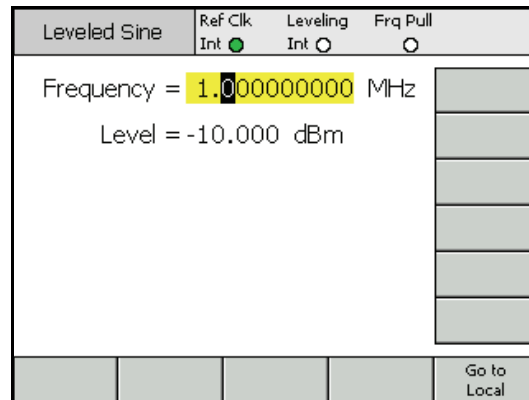 Leveled Sine
Ref Clk Leveling Frq Pull
Int Int
Frequency = 1.000000000 MHz
Level = -10.000 dBm
Go to
Local